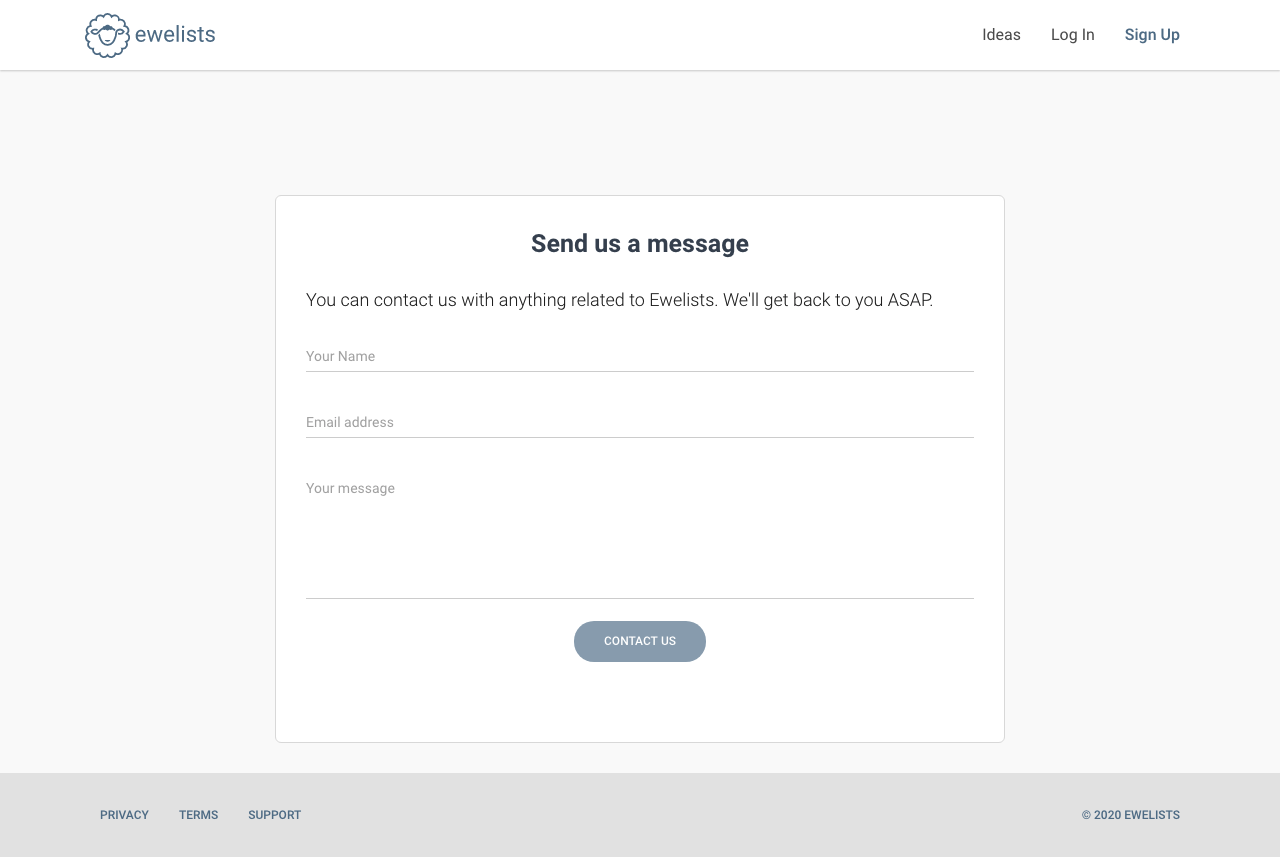 ewelists
Ideas
Log In
Sign Up
Send us a message
You can contact us with anything related to Ewelists. We'll get back to you ASAP.
Your Name
Email address
Your message
CONTACT US
PRIVACY
TERMS
SUPPORT
© 2020 EWELISTS